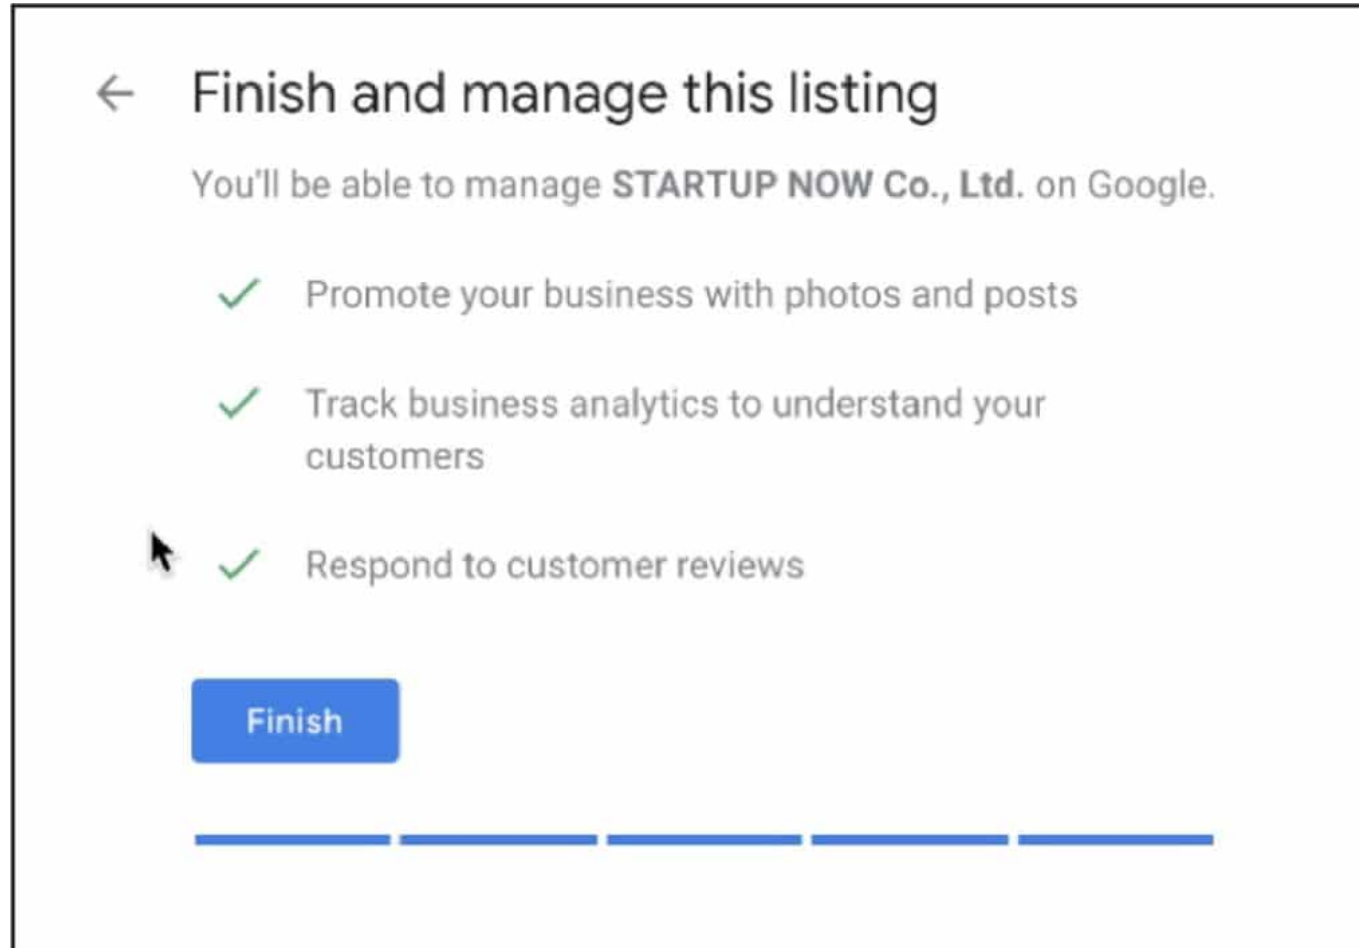 Finish and manage this listing
You'll be able to manage STARTUP NOW Co., Ltd. on Google.
Promote your business with photos and posts
Track business analytics to understand your
customers
Respond to customer reviews
Finish